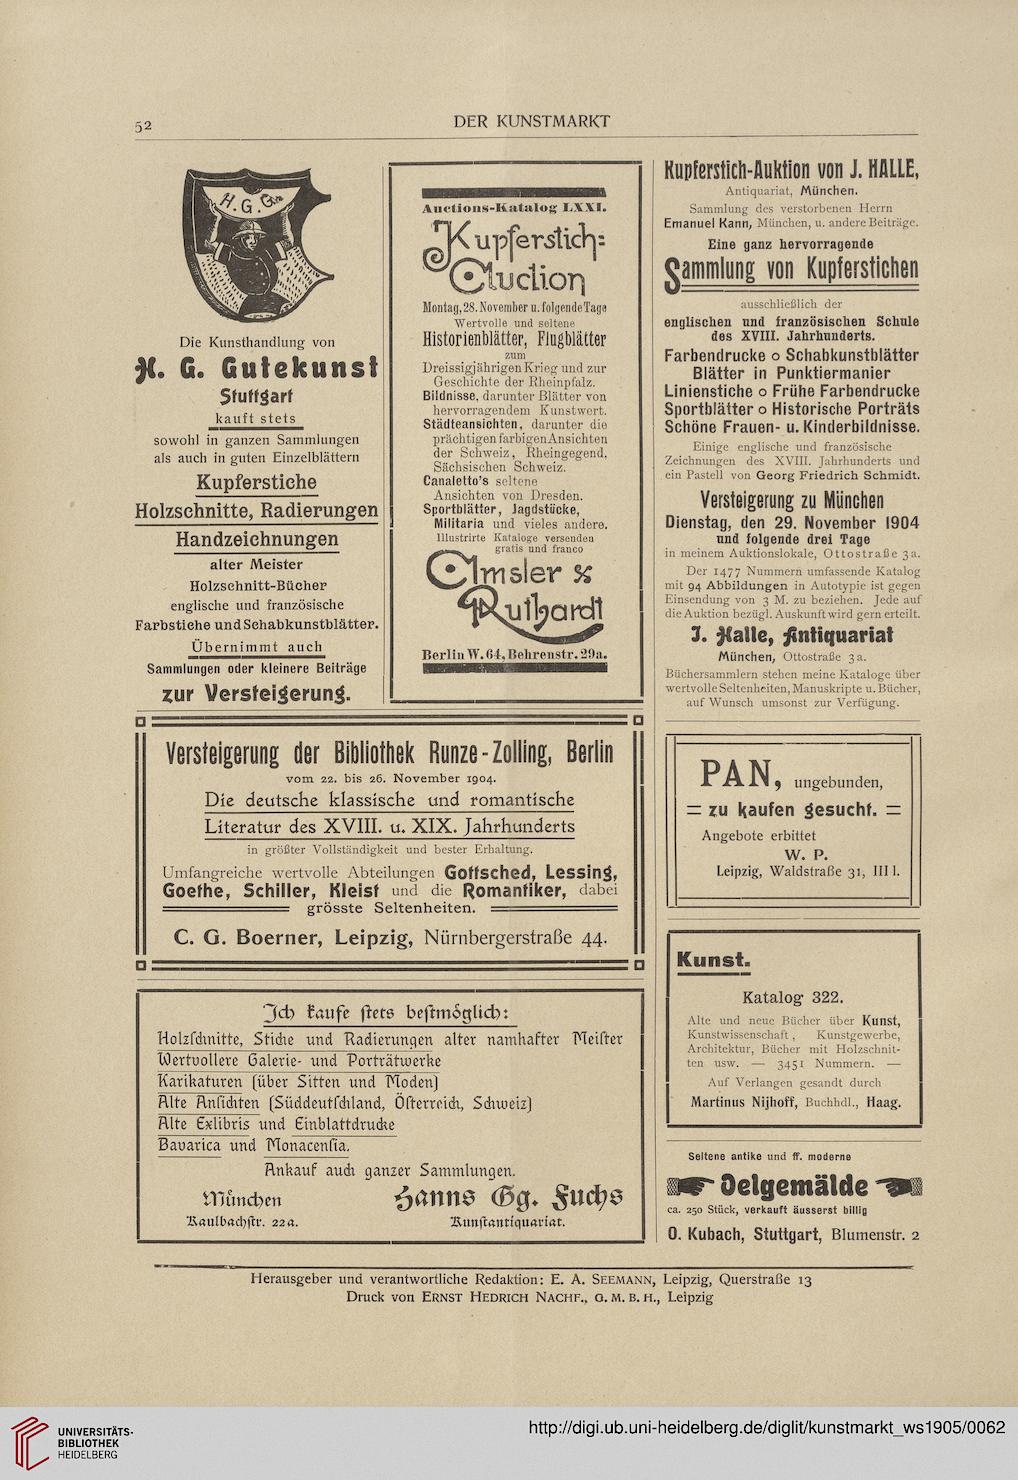 52
DER KUNSTMARKT
H. G. G.
Die Kunsthandlung von
H. G. Gutekunst
Stuttgart
kauft stets
sowohl in ganzen Sammlungen
als auch in guten Einzelblättern
Kupferstiche
Holzschnitte, Radierungen
Handzeichnungen
alter Meister
Holzschnitt-Bücher
englische und französische
Farbstiche und Schabkunstblätter.
Übernimmt auch
Sammlungen oder kleinere Beiträge
zur Versteigerung.
Auctions-Katalog LXXI.
Kupferstich-
Auction
Montag, 28. November u. folgende Tage
Wertvolle und seltene
Historienblätter, Flugblätter
zum
Dreissigjährigen Krieg und zur
Geschichte der Rheinpfalz.
Bildnisse, darunter Blätter von
hervorragendem Kunstwert.
Städteansichten, darunter die
prächtigen farbigen Ansichten
der Schweiz, Rheingegend,
Sächsischen Schweiz.
Canaletto's seltene
Ansichten von Dresden.
Sportblätter, Jagdstücke,
Militaria und vieles andere.
Illustrirte Kataloge versenden
gratis und franco
Amsler &
Ruthardt
Berlin W. 64, Behrenstr. 29a.
Kupferstich-Auktion von J. HALLE,
Antiquariat, München.
Sammlung des verstorbenen Herrn
Emanuel Kann, München, u. andere Beiträge.
Eine ganz hervorragende
Sammlung von Kupferstichen
ausschließlich der
englischen und französischen Schule
des XVIII. Jahrhunderts.
Farbendrucke o Schabkunstblätter
Blätter in Punktiermanier
Linienstiche o Frühe Farbendrucke
Sportblätter o Historische Porträts
Schöne Frauen- u. Kinderbildnisse.
Einige englische und französische
Zeichnungen des XVIII. Jahrhunderts und
ein Pastell von Georg Friedrich Schmidt.
Versteigerung zu München
Dienstag, den 29. November 1904
und folgende drei Tage
in meinem Auktionslokale, Ottostraße 3a.
Der 1477 Nummern umfassende Katalog
mit 94 Abbildungen in Autotypie ist gegen
Einsendung von 3 M. zu beziehen. Jede auf
die Auktion bezügl. Auskunft wird gern erteilt.
J. Halle, Antiquariat
München, Ottostraße 3a.
Büchersammlern stehen meine Kataloge über
wertvolle Seltenheiten, Manuskripte u. Bücher,
auf Wunsch umsonst zur Verfügung.
Versteigerung der Bibliothek Runze-Zolling, Berlin
vom 22. bis 26. November 1904.
Die deutsche klassische und romantische
Literatur des XVIII. u. XIX. Jahrhunderts
in größter Vollständigkeit und bester Erhaltung.
Umfangreiche wertvolle Abteilungen Gottsched, Lessing,
Goethe, Schiller, Kleist und die Romantiker, dabei
grösste Seltenheiten.
C. G. Boerner, Leipzig, Nürnbergerstraße 44.
PAN, ungebunden,
zu kaufen gesucht.
Angebote erbittet
W. P.
Leipzig, Waldstraße 31, III l.
Ich kaufe stets bestmöglich:
Holzschnitte, Stiche und Radierungen alter namhafter Meister
Wertvollere Galerie- und Porträtwerke
Karikaturen (über Sitten und Moden)
Alte Ansichten (Süddeutschland, Österreich, Schweiz)
Alte Exlibris und Einblattdrucke
Bavarica und Monacensia.
Ankauf auch ganzer Sammlungen.
München
Kaulbachstr. 22a.
Hanns Gg. Fuchs
Kunstantiquariat.
Kunst.
Katalog 322.
Alte und neue Bücher über Kunst,
Kunstwissenschaft, Kunstgewerbe,
Architektur, Bücher mit Holzschnit-
ten usw. — 3451 Nummern. —
Auf Verlangen gesandt durch
Martinus Nijhoff, Buchhdl., Haag.
Seltene antike und ff. moderne
Oelgemälde
ca. 250 Stück, verkauft äusserst billig
O. Kubach, Stuttgart, Blumenstr. 2
Herausgeber und verantwortliche Redaktion: E. A. SEEMANN, Leipzig, Querstraße 13
Druck von ERNST HEDRICH NACHF., G. M. B. H., Leipzig
UNIVERSITÄTS-
BIBLIOTHEK
HEIDELBERG
http://digi.ub.uni-heidelberg.de/diglit/kunstmarkt_ws1905/0062